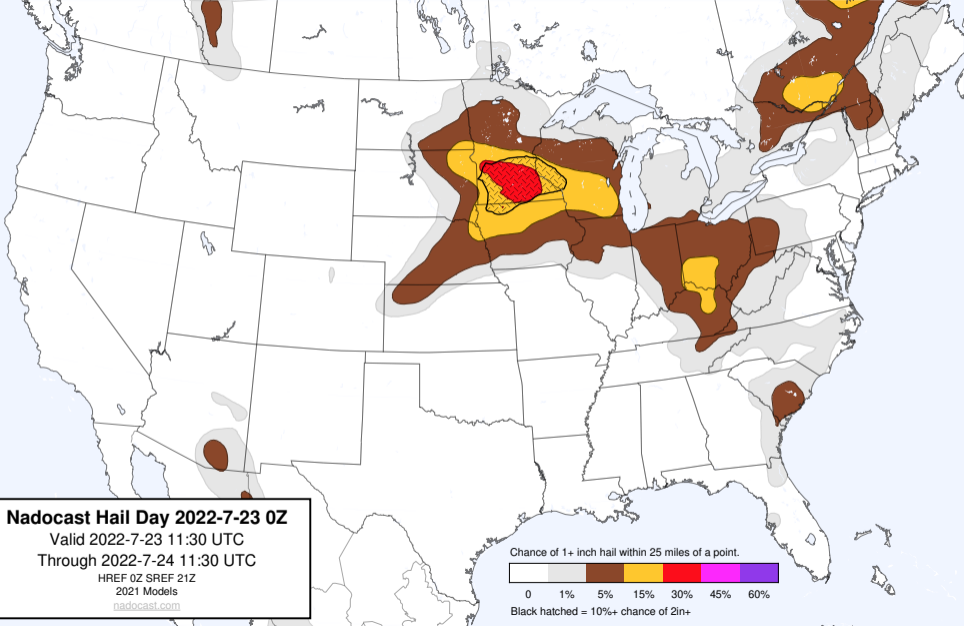 Nadocast Hail Day 2022-7-23 0Z
Valid 2022-7-23 11:30 UTC
Through 2022-7-24 11:30 UTC
HREF 0Z SREF 21Z
2021 Models
nadocast.com
Chance of 1+ inch hail within 25 miles of a point.
0 1% 5% 15% 30% 45% 60%
Black hatched = 10%+ chance of 2in+